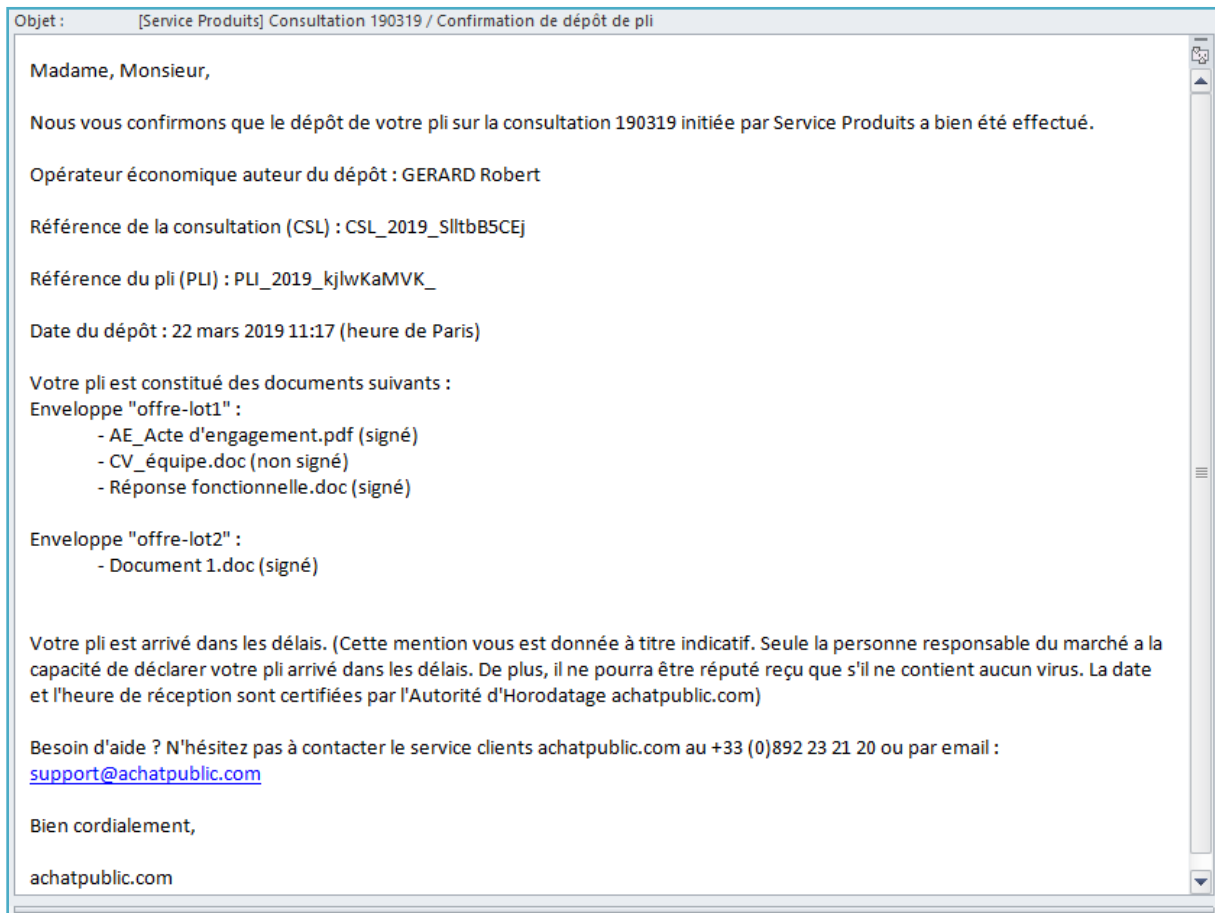 Objet : [Service Produits] Consultation 190319 / Confirmation de dépôt de pli
Madame, Monsieur,
Nous vous confirmons que le dépôt de votre pli sur la consultation 190319 initiée par Service Produits a bien été effectué.
Opérateur économique auteur du dépôt : GERARD Robert
Référence de la consultation (CSL) : CSL_2019_SlltbB5CEj
Référence du pli (PLI) : PLI_2019_kjlwKaMVK_
Date du dépôt : 22 mars 2019 11:17 (heure de Paris)
Votre pli est constitué des documents suivants :
Enveloppe "offre-lot1" :
- AE_Acte d'engagement.pdf (signé)
- CV_équipe.doc (non signé)
- Réponse fonctionnelle.doc (signé)
Enveloppe "offre-lot2" :
- Document 1.doc (signé)
Votre pli est arrivé dans les délais. (Cette mention vous est donnée à titre indicatif. Seule la personne responsable du marché a la
capacité de déclarer votre pli arrivé dans les délais. De plus, il ne pourra être réputé reçu que s'il ne contient aucun virus. La date
et l'heure de réception sont certifiées par l'Autorité d'Horodatage achatpublic.com)
Besoin d'aide ? N'hésitez pas à contacter le service clients achatpublic.com au +33 (0)892 23 21 20 ou par email :
support@achatpublic.com
Bien cordialement,
achatpublic.com